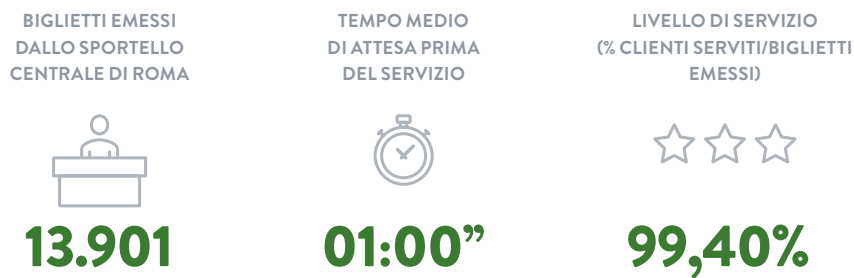 BIGLIETTI EMESSI
DALLO SPORTELLO
CENTRALE DI ROMA
13.901
TEMPO MEDIO
DI ATTESA PRIMA
DEL SERVIZIO
01:00”
LIVELLO DI SERVIZIO
(% CLIENTI SERVITI/BIGLIETTI
EMESSI)
99,40%